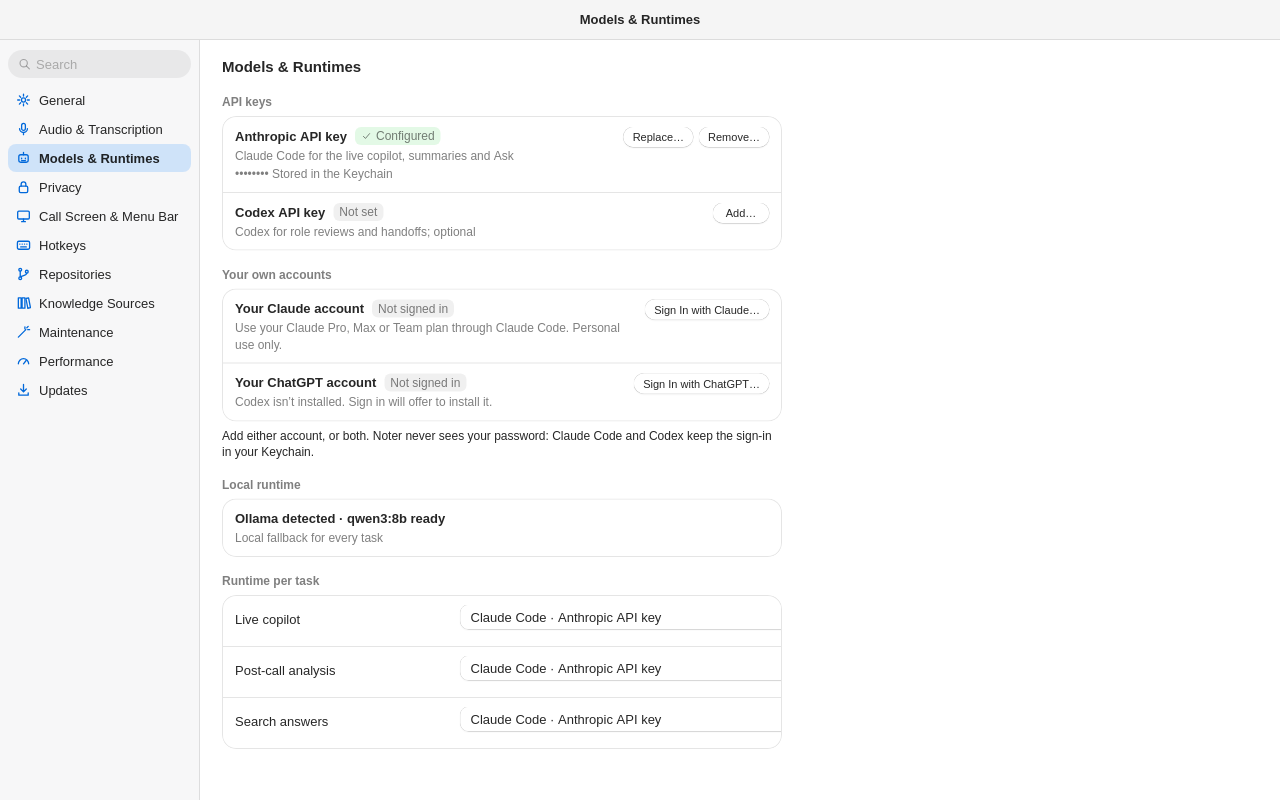 Models & Runtimes
Search
General
Audio & Transcription
Models & Runtimes
Privacy
Call Screen & Menu Bar
Hotkeys
Repositories
Knowledge Sources
Maintenance
Performance
Updates
Models & Runtimes
API keys
Anthropic API key Configured Replace… Remove…
Claude Code for the live copilot, summaries and Ask
•••••••• Stored in the Keychain
Codex API key Not set Add…
Codex for role reviews and handoffs; optional
Your own accounts
Your Claude account Not signed in Sign In with Claude…
Use your Claude Pro, Max or Team plan through Claude Code. Personal
use only.
Your ChatGPT account Not signed in Sign In with ChatGPT…
Codex isn’t installed. Sign in will offer to install it.
Add either account, or both. Noter never sees your password: Claude Code and Codex keep the sign-in
in your Keychain.
Local runtime
Ollama detected · qwen3:8b ready
Local fallback for every task
Runtime per task
Live copilot Claude Code · Anthropic API key
Post-call analysis Claude Code · Anthropic API key
Search answers Claude Code · Anthropic API key